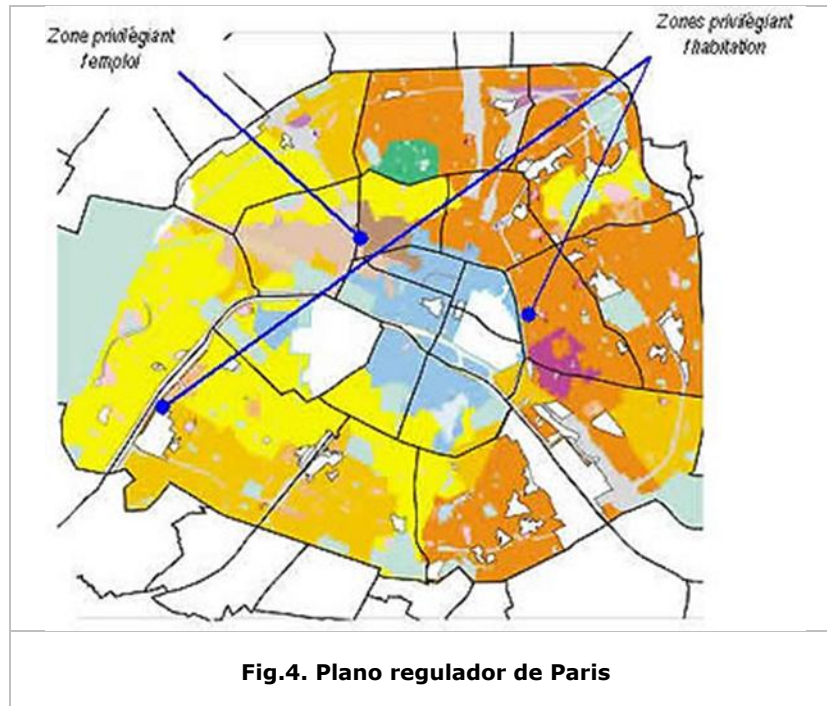 Zone privilégiant
l'emploi
Zones privilégiant
l'habitation
Fig.4. Plano regulador de Paris